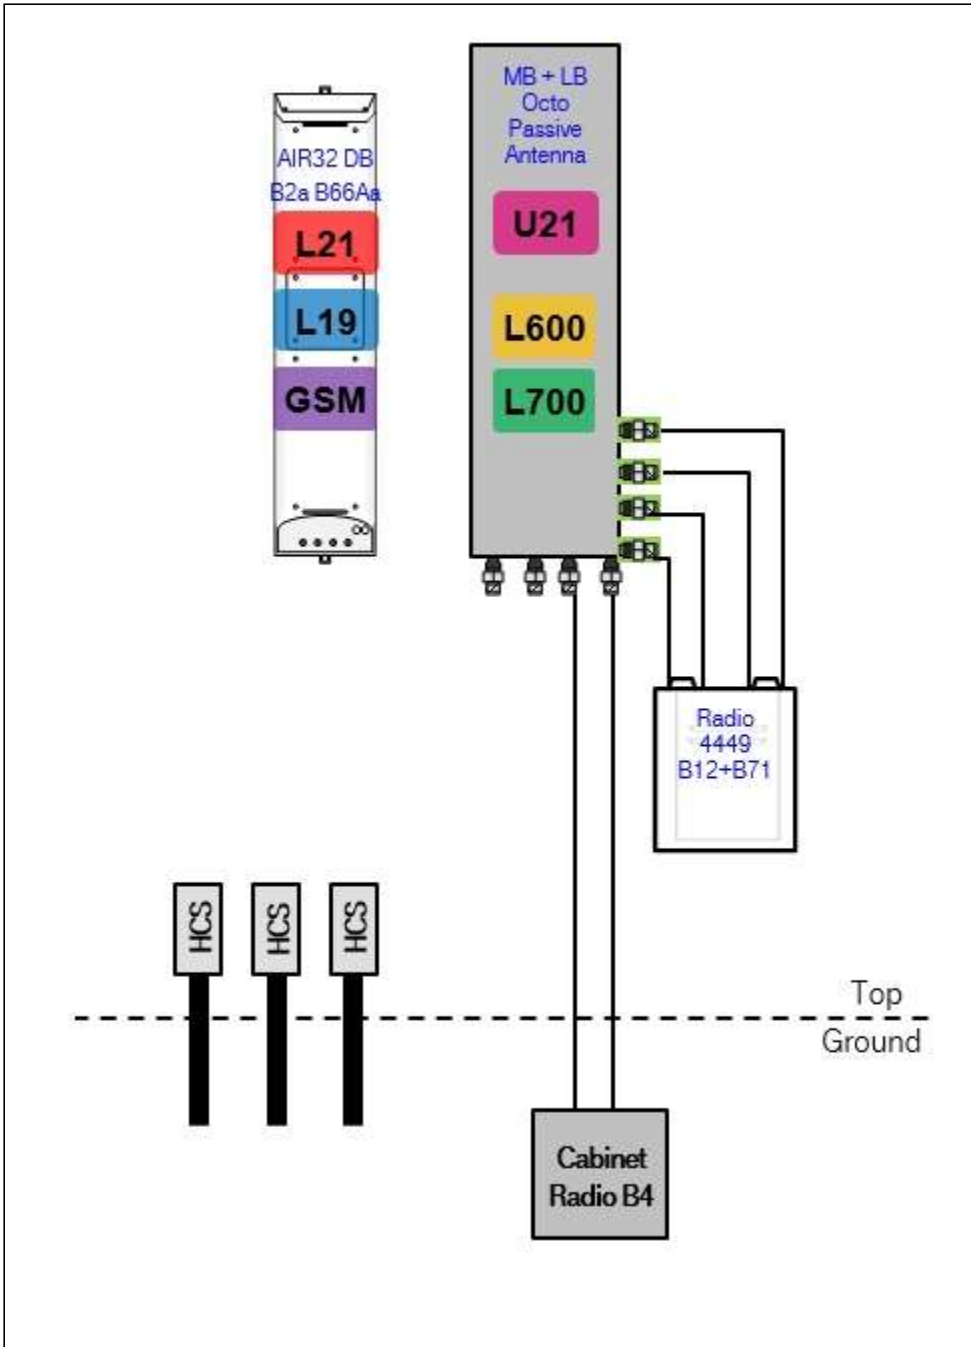 AIR32 DB
B2a B66Aa
L21
L19
GSM
MB + LB
Octo
Passive
Antenna
U21
L600
L700
Radio
4449
B12+B71
HCS
HCS
HCS
Top
Ground
Cabinet
Radio B4